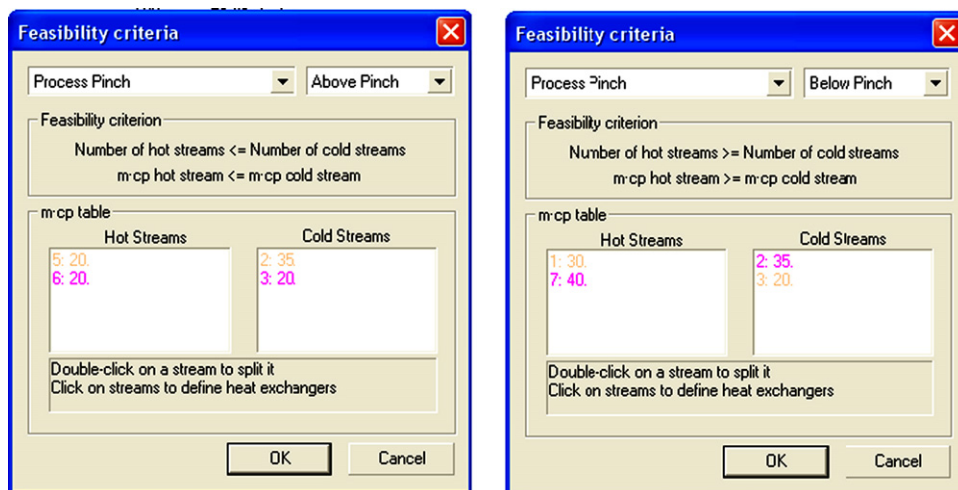 Feasibility criteria
Process Pinch
Above Pinch
Feasibility criterion
Number of hot streams <= Number of cold streams
m·cp hot stream <= m·cp cold stream
m·cp table
Hot Streams
Cold Streams
5: 20.
6: 20.
2: 35.
3: 20.
Double-click on a stream to split it
Click on streams to define heat exchangers
OK
Cancel
Feasibility criteria
Process Pinch
Below Pinch
Feasibility criterion
Number of hot streams >= Number of cold streams
m·cp hot stream >= m·cp cold stream
m·cp table
Hot Streams
Cold Streams
1: 30.
7: 40.
2: 35.
3: 20.
Double-click on a stream to split it
Click on streams to define heat exchangers
OK
Cancel